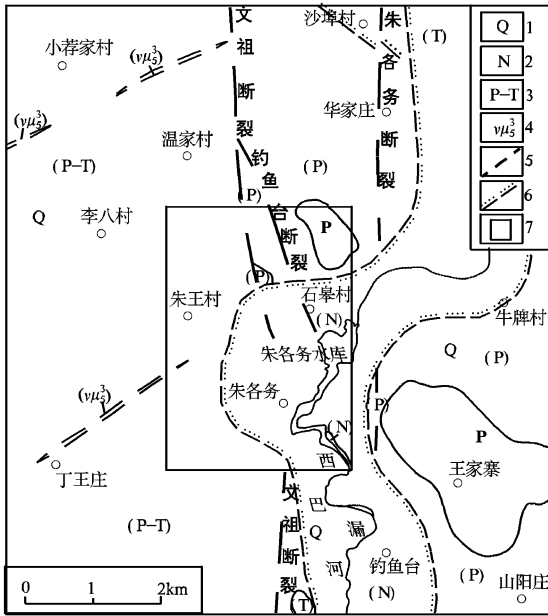 小荐家村
(νμ₅³)
(νμ₅³)
温家村
(P-T)
Q
李八村
朱王村
(νμ₅³)
丁王庄
(P-T)
0 1 2km
文祖断裂
钓鱼台断裂
(P)
(P)
(P)
P
沙埠村
朱各务断裂
(T)
华家庄
石皋村
(N)
朱各务水库
朱各务
(N)
西巴漏河
Q
文祖断裂
(T)
钓鱼台
(N)
(P)
牛牌村
Q
(P)
P
王家寨
(P)
山阳庄
Q 1
N 2
P-T 3
νμ₅³ 4
5
6
7